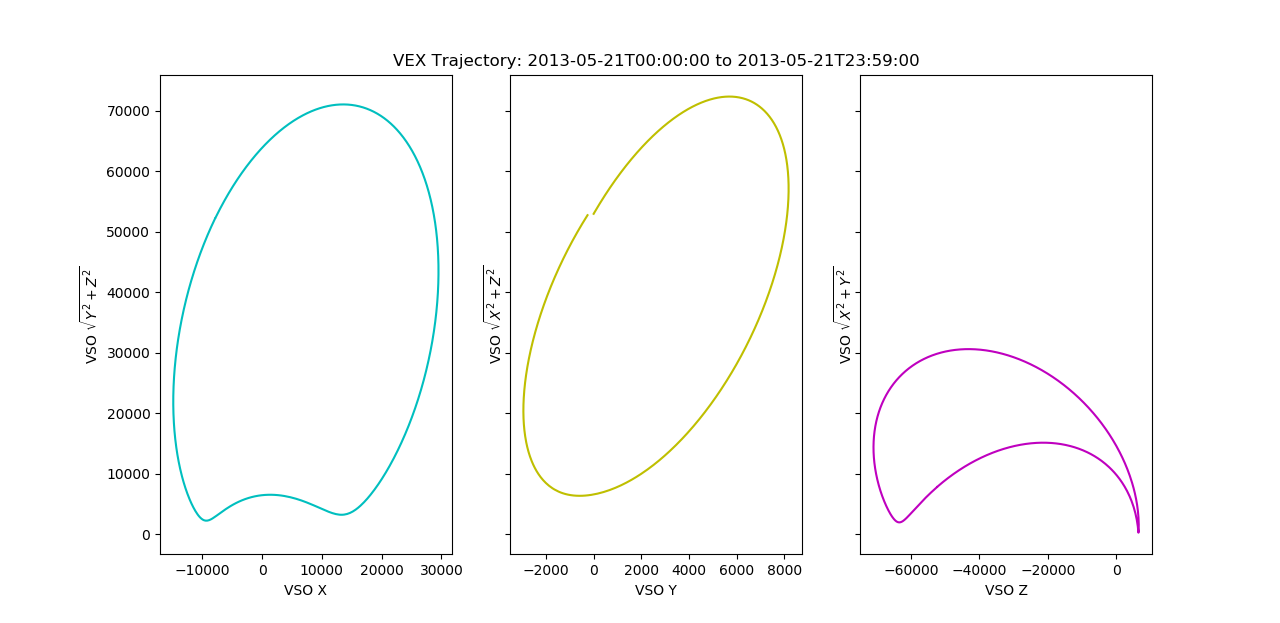 VEX Trajectory: 2013-05-21T00:00:00 to 2013-05-21T23:59:00
70000
60000
50000
40000
30000
20000
10000
0
VSO √Y² + Z²
−10000 0 10000 20000 30000
VSO X
VSO √X² + Z²
−2000 0 2000 4000 6000 8000
VSO Y
VSO √X² + Y²
−60000 −40000 −20000 0
VSO Z